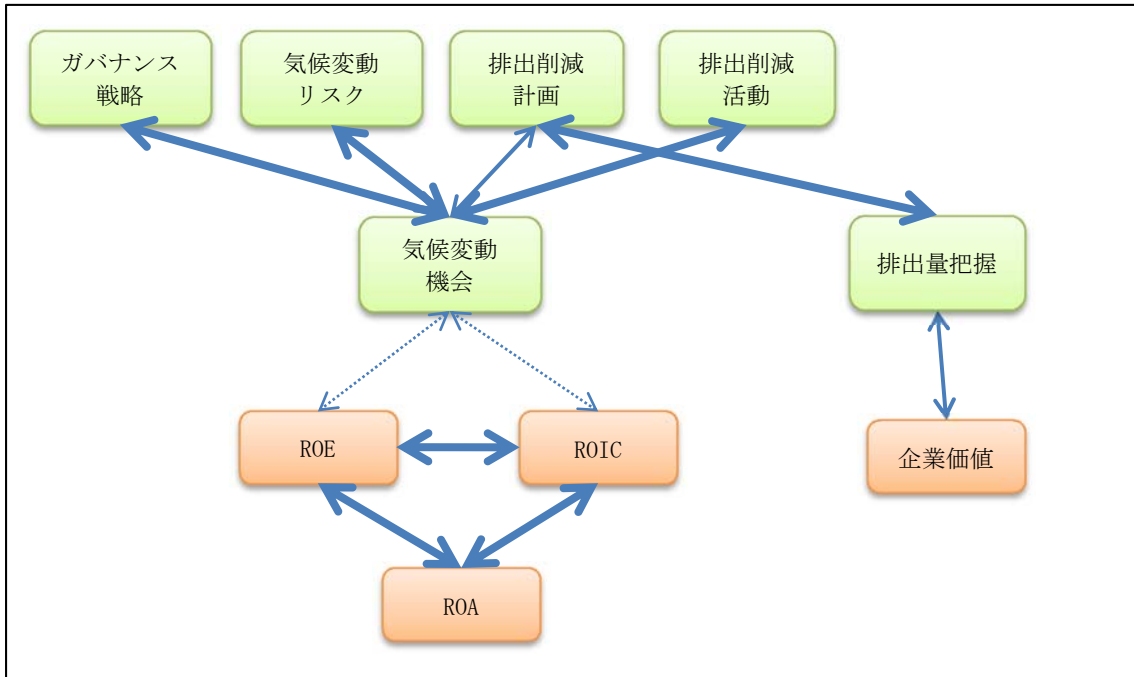 ガバナンス
戦略
気候変動
リスク
排出削減
計画
排出削減
活動
気候変動
機会
排出量把握
ROE
ROIC
企業価値
ROA